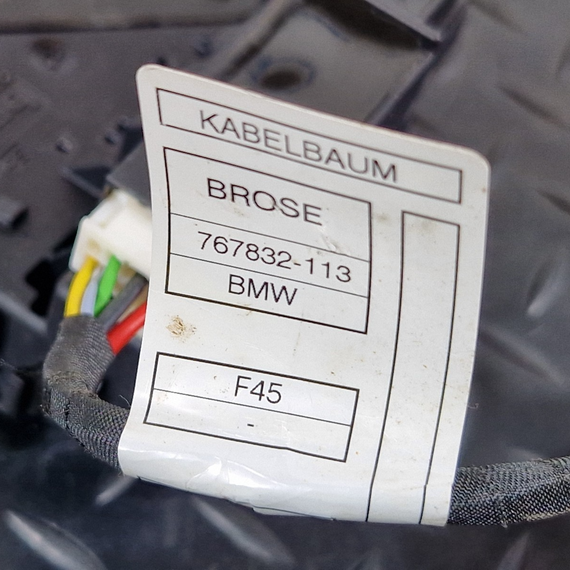 KABELBAUM
BROSE
767832-113
BMW
F45
-